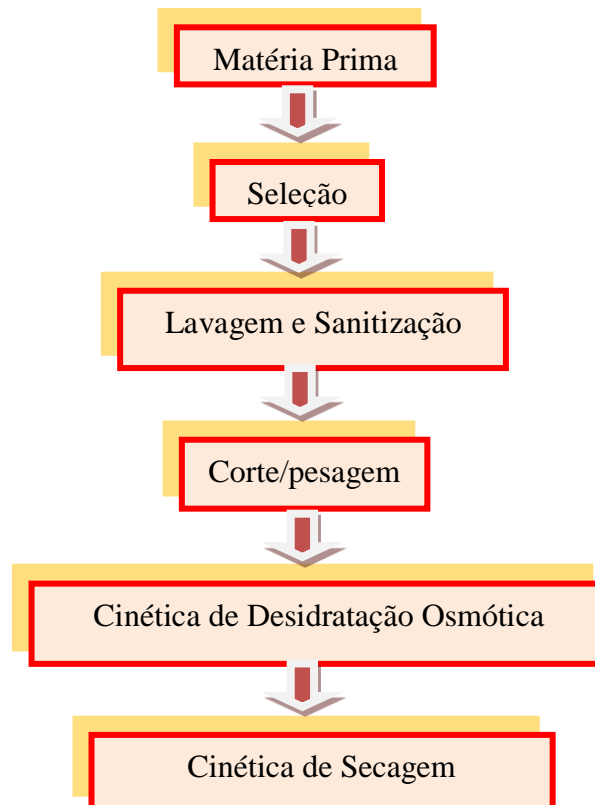 Matéria Prima
Seleção
Lavagem e Sanitização
Corte/pesagem
Cinética de Desidratação Osmótica
Cinética de Secagem